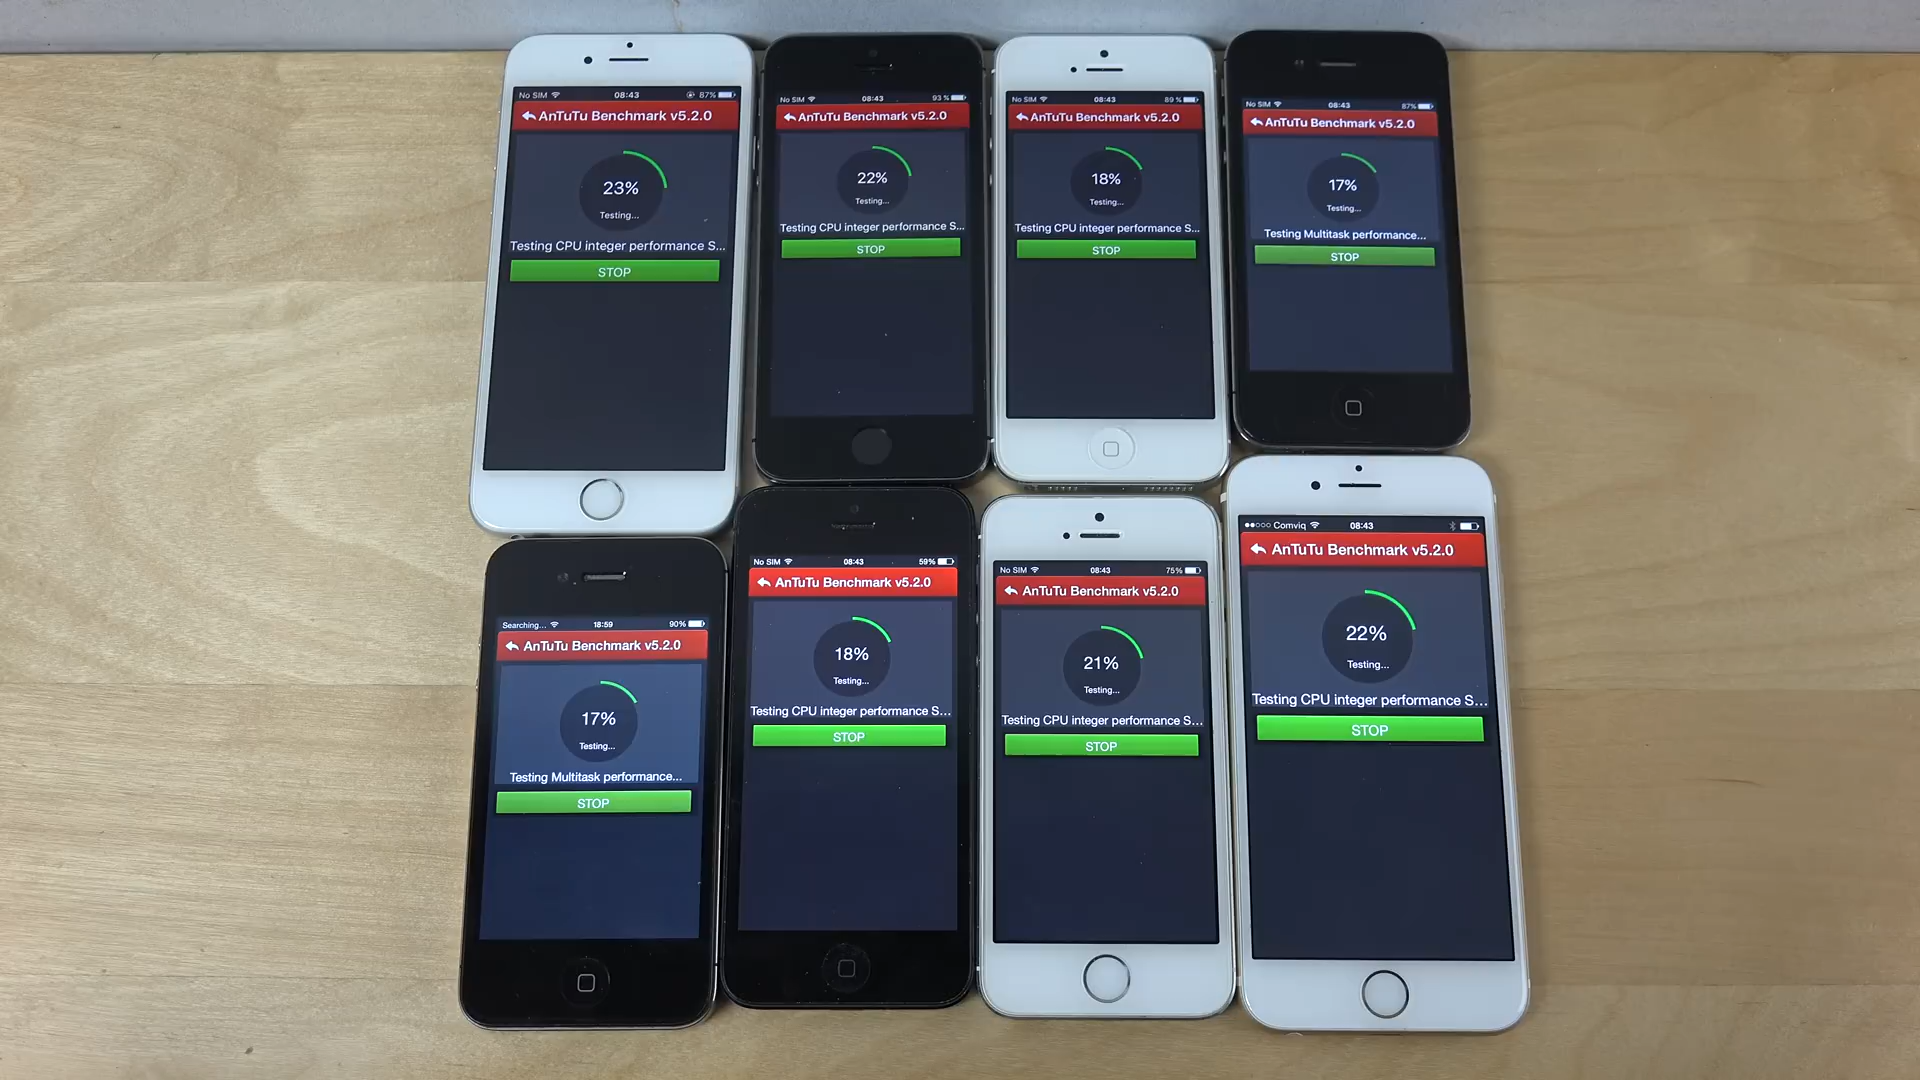 No SIM 08:43 87%
AnTuTu Benchmark v5.2.0
23%
Testing...
Testing CPU integer performance S...
STOP
No SIM 08:43 93%
AnTuTu Benchmark v5.2.0
22%
Testing...
Testing CPU integer performance S...
STOP
No SIM 08:43 89%
AnTuTu Benchmark v5.2.0
18%
Testing...
Testing CPU integer performance S...
STOP
No SIM 08:43 87%
AnTuTu Benchmark v5.2.0
17%
Testing...
Testing Multitask performance...
STOP
Searching... 18:59 90%
AnTuTu Benchmark v5.2.0
17%
Testing...
Testing Multitask performance...
STOP
No SIM 08:43 59%
AnTuTu Benchmark v5.2.0
18%
Testing...
Testing CPU integer performance S...
STOP
No SIM 08:43 75%
AnTuTu Benchmark v5.2.0
21%
Testing...
Testing CPU integer performance S...
STOP
Comviq 08:43
AnTuTu Benchmark v5.2.0
22%
Testing...
Testing CPU integer performance S...
STOP